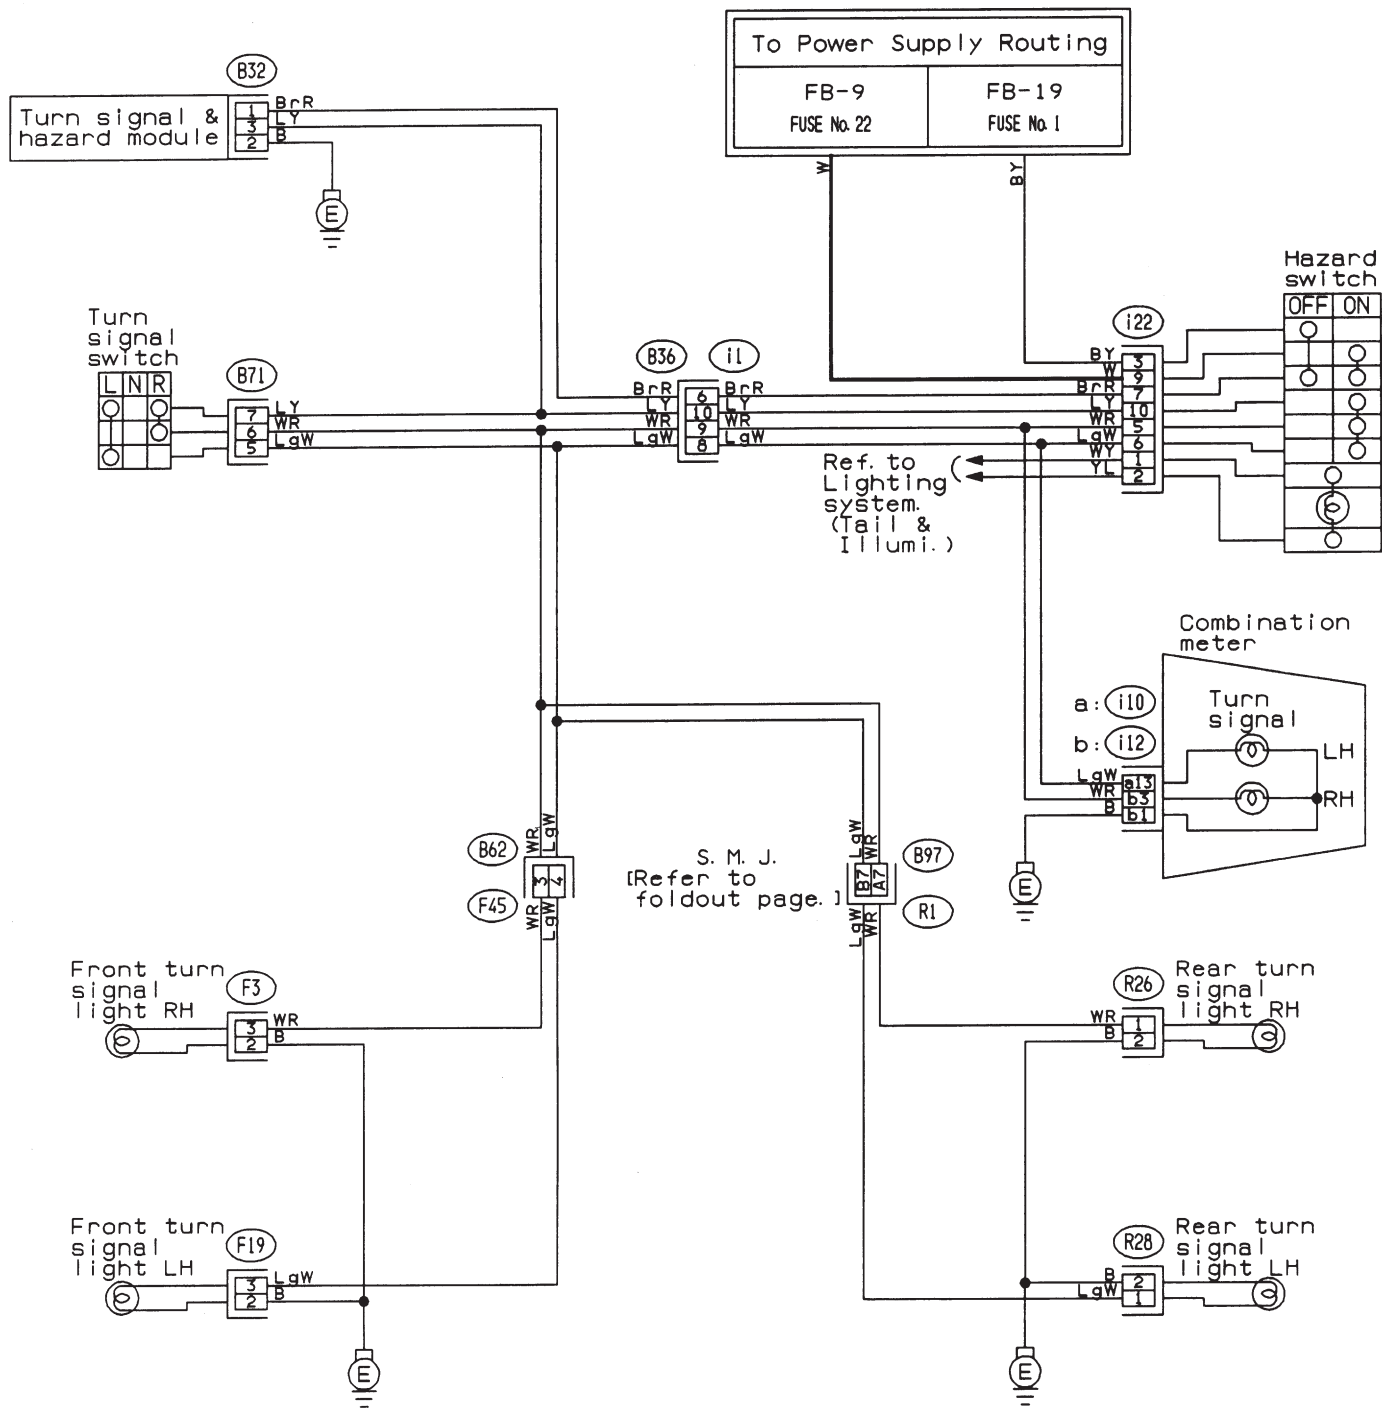 To Power Supply Routing
FB-9
FUSE No. 22
FB-19
FUSE No. 1
W
BY
B32
Turn signal &
hazard module
1
3
2
BrR
LY
B
E
Hazard
switch
OFF ON
i22
Turn
signal
switch
L N R
B71
7
6
5
LY
WR
LgW
B36
i1
BrR
LY
WR
LgW
6
10
9
8
BrR
LY
WR
LgW
BY
W
BrR
LY
WR
LgW
WY
YL
3
9
7
10
5
6
1
2
Ref. to
Lighting
system.
(Tail &
Illumi.)
Combination
meter
a: i10
b: i12
Turn
signal
LH
RH
LgW
WR
B
a13
b3
b1
E
WR
LgW
B62
3
4
F45
WR
LgW
S. M. J.
[Refer to
foldout page.]
LgW
WR
B97
B7
A7
R1
LgW
WR
Front turn
signal
light RH
F3
3
2
WR
B
R26
WR
B
1
2
Rear turn
signal
light RH
Front turn
signal
light LH
F19
3
2
LgW
B
E
R28
B
LgW
2
1
Rear turn
signal
light LH
E